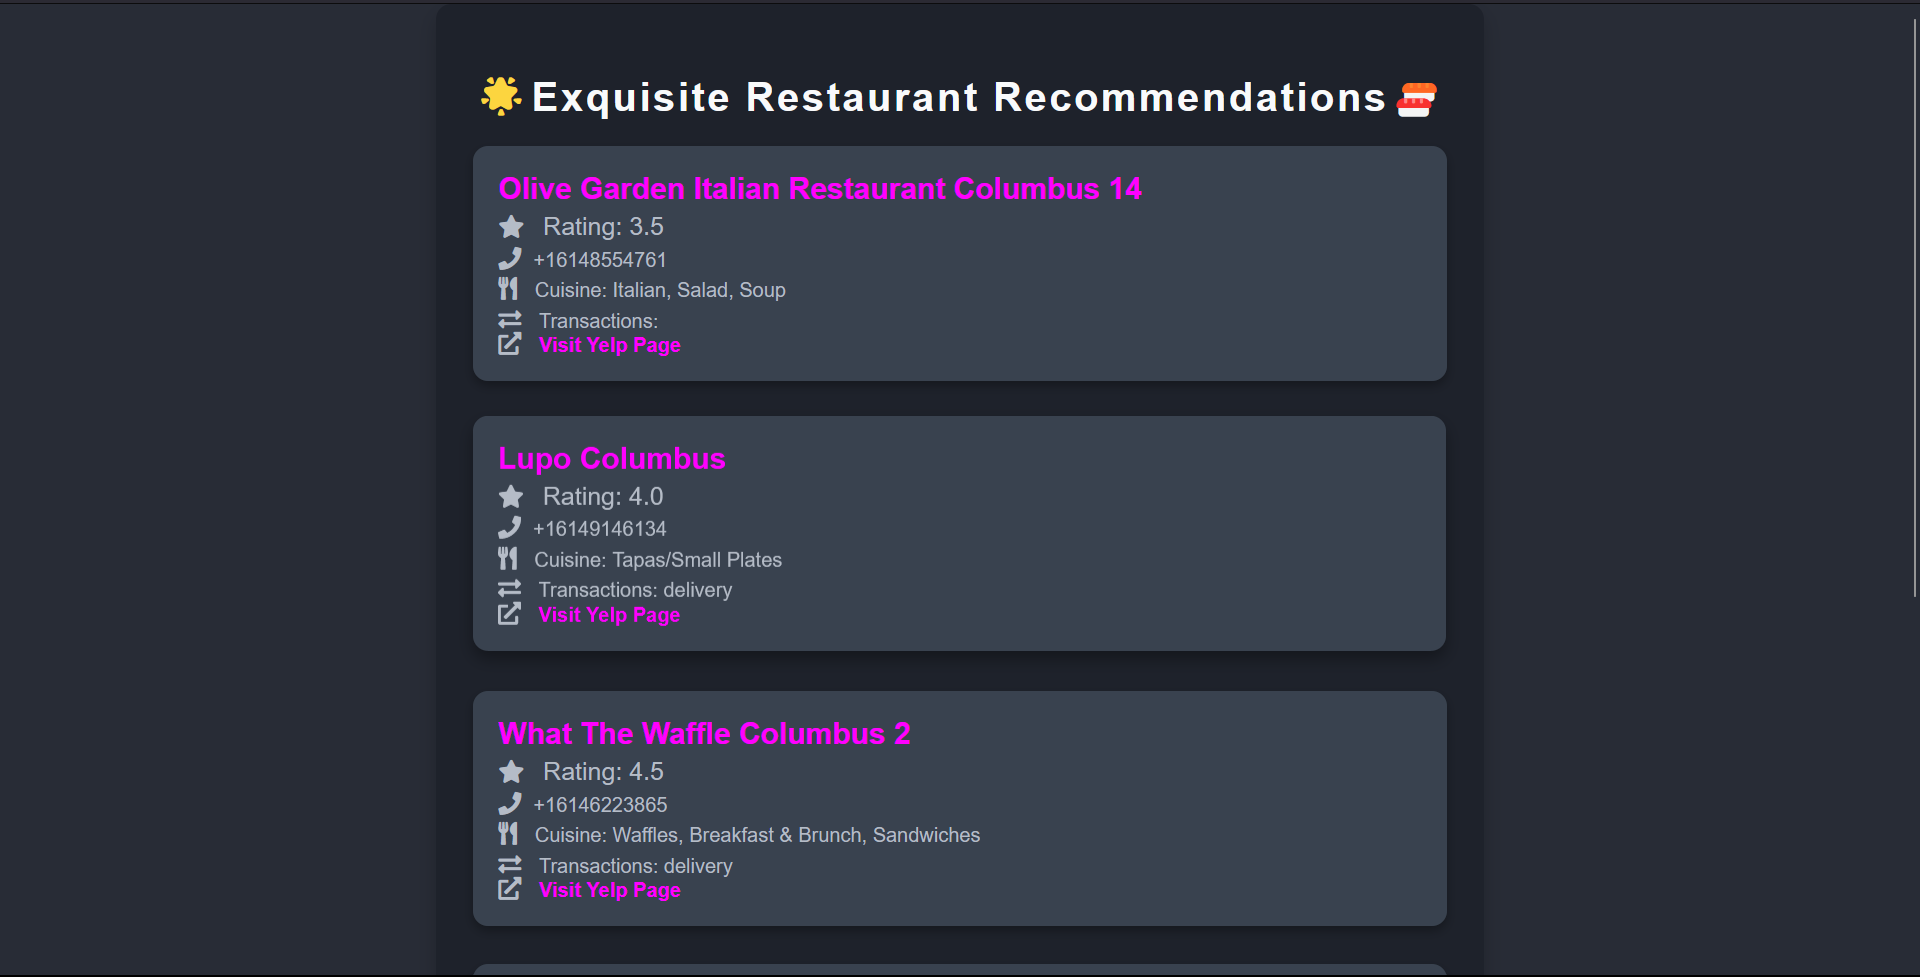 Exquisite Restaurant Recommendations
Olive Garden Italian Restaurant Columbus 14
Rating: 3.5
+16148554761
Cuisine: Italian, Salad, Soup
Transactions:
Visit Yelp Page
Lupo Columbus
Rating: 4.0
+16149146134
Cuisine: Tapas/Small Plates
Transactions: delivery
Visit Yelp Page
What The Waffle Columbus 2
Rating: 4.5
+16146223865
Cuisine: Waffles, Breakfast & Brunch, Sandwiches
Transactions: delivery
Visit Yelp Page